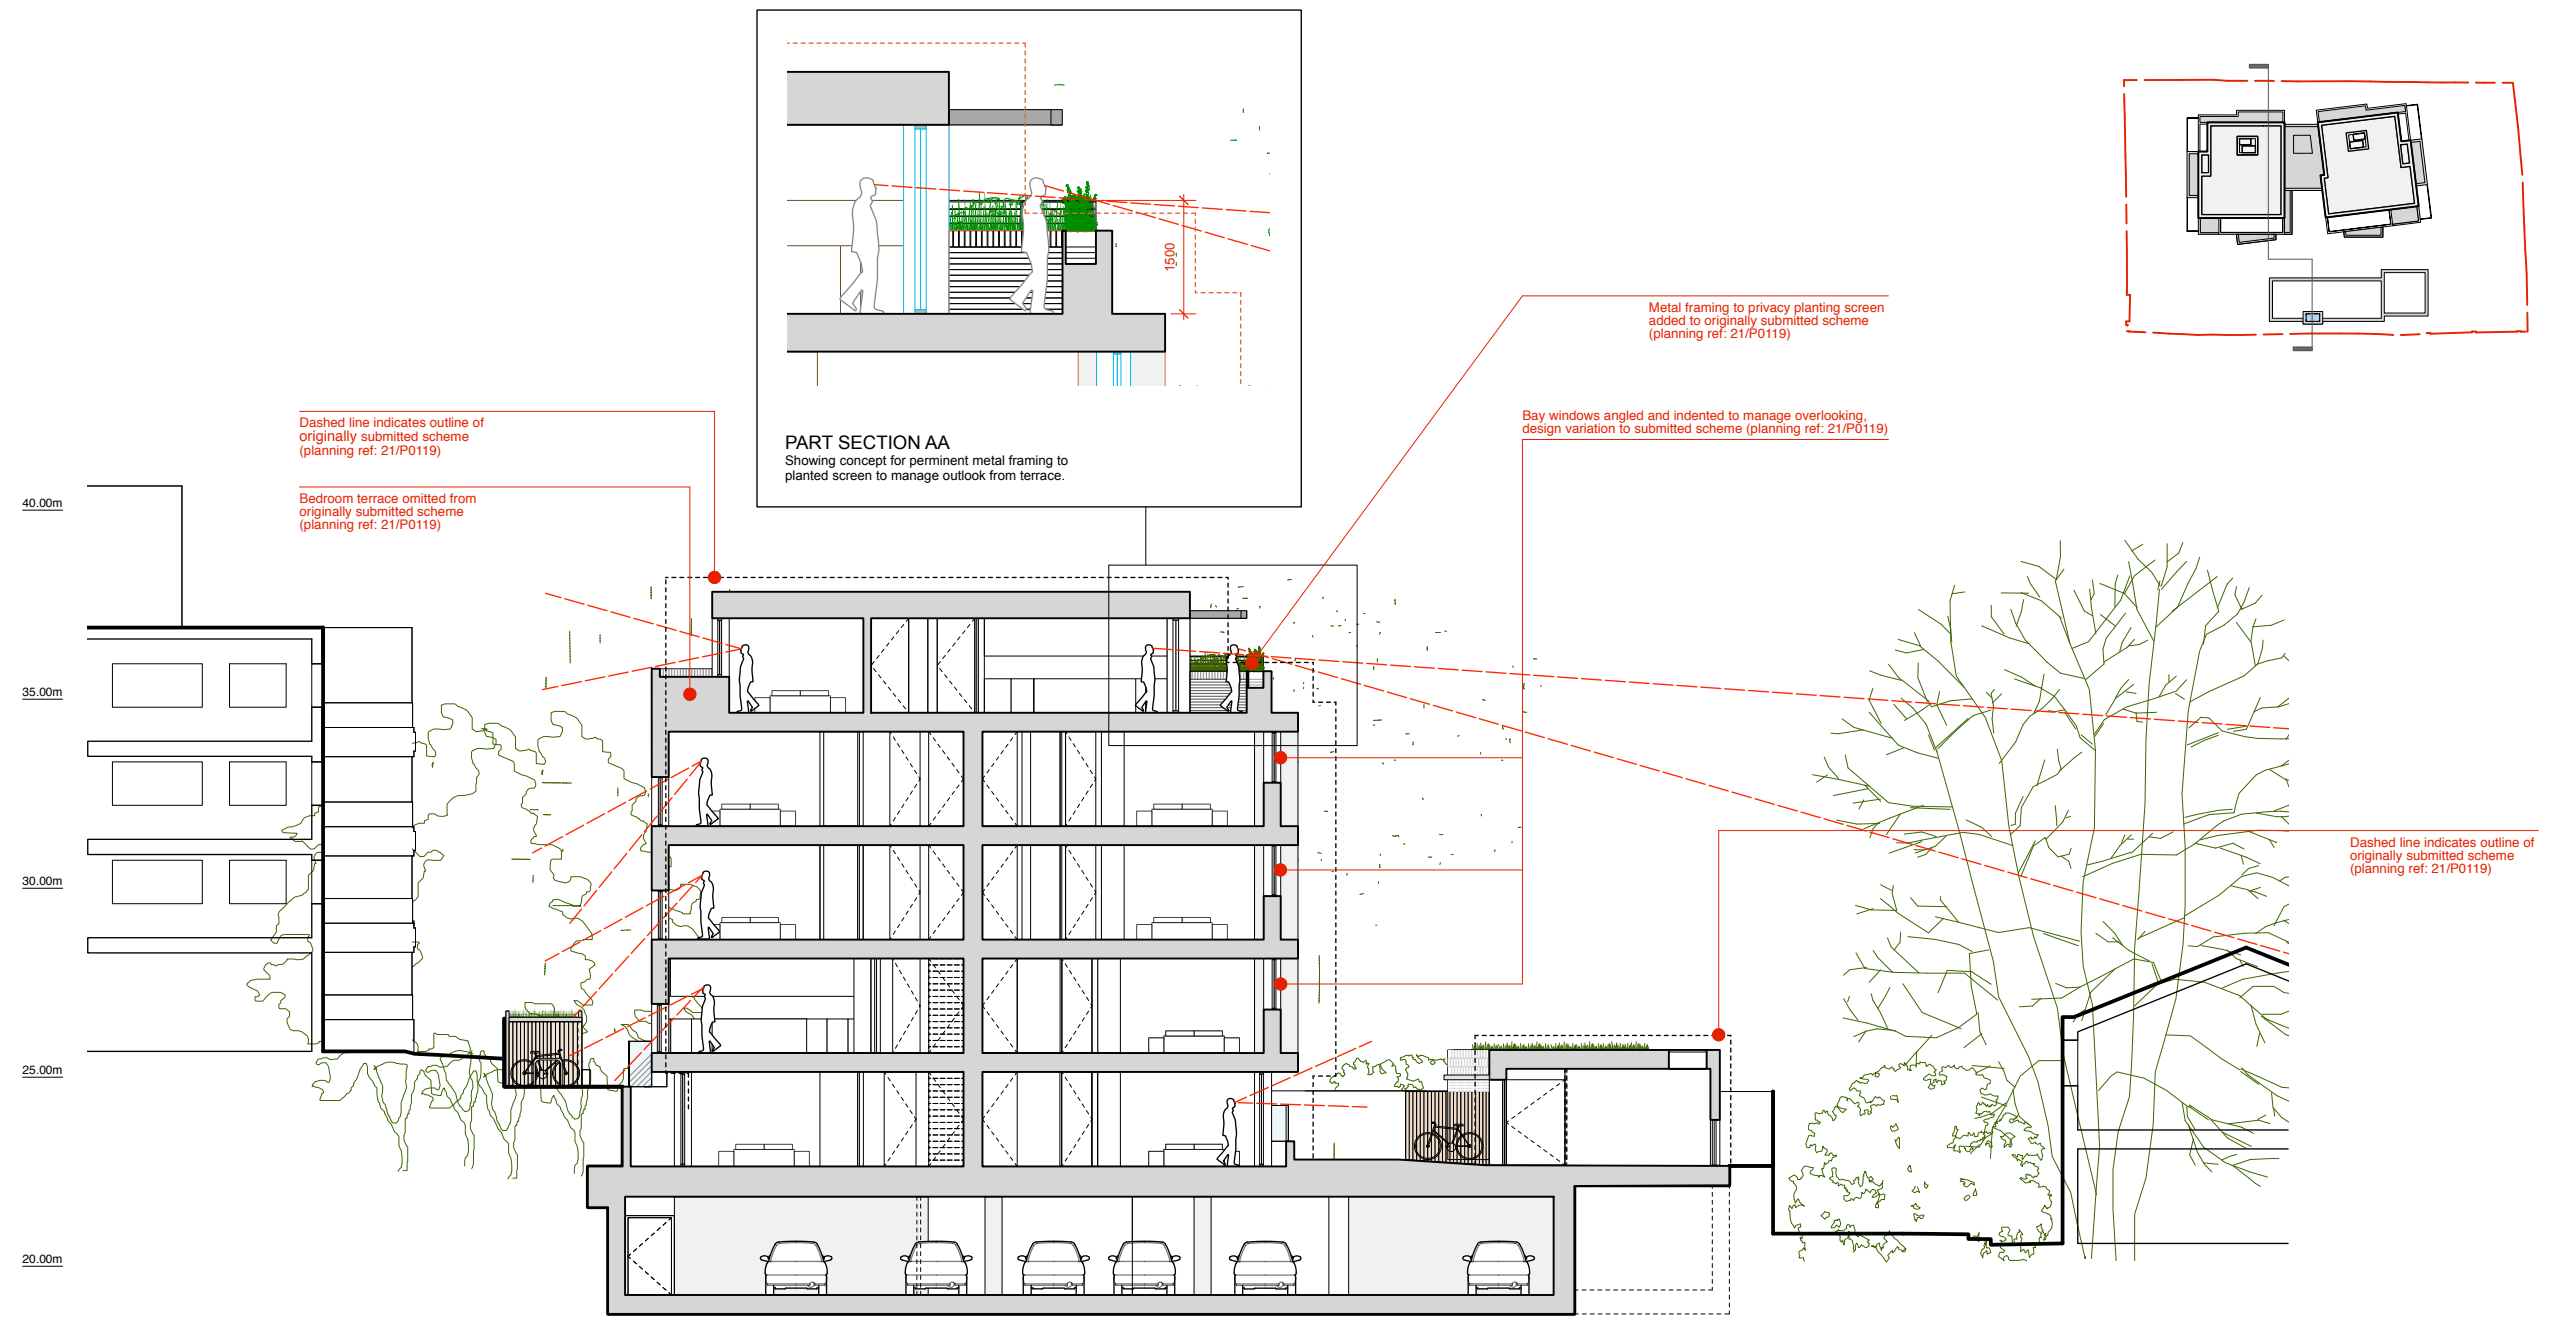 1500
PART SECTION AA
Showing concept for perminent metal framing to
planted screen to manage outlook from terrace.
Metal framing to privacy planting screen
added to originally submitted scheme
(planning ref: 21/P0119)
Bay windows angled and indented to manage overlooking,
design variation to submitted scheme (planning ref: 21/P0119)
Dashed line indicates outline of
originally submitted scheme
(planning ref: 21/P0119)
Bedroom terrace omitted from
originally submitted scheme
(planning ref: 21/P0119)
Dashed line indicates outline of
originally submitted scheme
(planning ref: 21/P0119)
40.00m
35.00m
30.00m
25.00m
20.00m